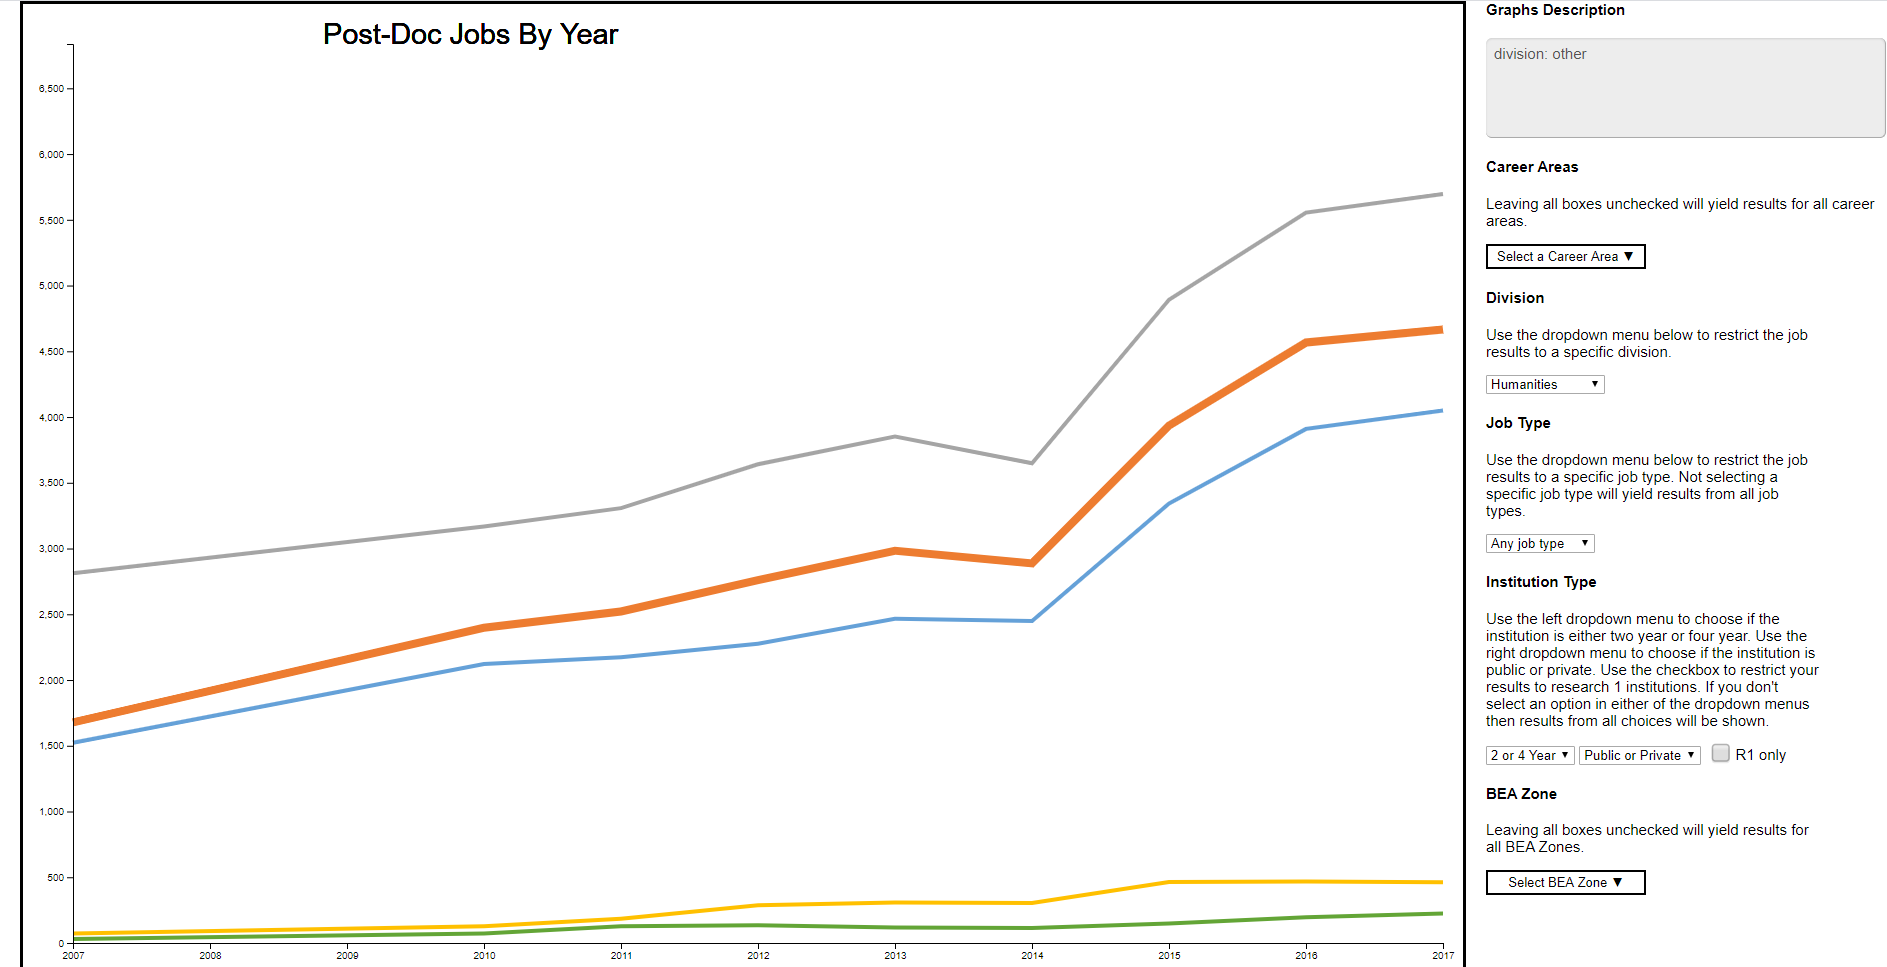 Post-Doc Jobs By Year
6,500
6,000
5,500
5,000
4,500
4,000
3,500
3,000
2,500
2,000
1,500
1,000
500
0
2007 2008 2009 2010 2011 2012 2013 2014 2015 2016 2017
Graphs Description
division: other
Career Areas
Leaving all boxes unchecked will yield results for all career
areas.
Select a Career Area ▼
Division
Use the dropdown menu below to restrict the job
results to a specific division.
Humanities ▼
Job Type
Use the dropdown menu below to restrict the job
results to a specific job type. Not selecting a
specific job type will yield results from all job
types.
Any job type ▼
Institution Type
Use the left dropdown menu to choose if the
institution is either two year or four year. Use the
right dropdown menu to choose if the institution is
public or private. Use the checkbox to restrict your
results to research 1 institutions. If you don't
select an option in either of the dropdown menus
then results from all choices will be shown.
2 or 4 Year ▼ Public or Private ▼ R1 only
BEA Zone
Leaving all boxes unchecked will yield results for
all BEA Zones.
Select BEA Zone ▼